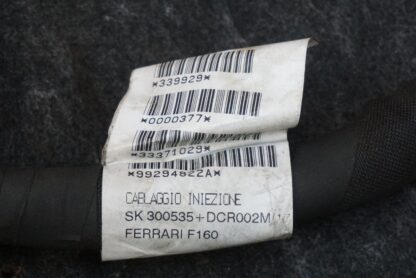 *339929*
*0000377*
*33371029*
*99294822A*
CABLAGGIO INIEZIONE
SK 300535+DCR002M
FERRARI F160